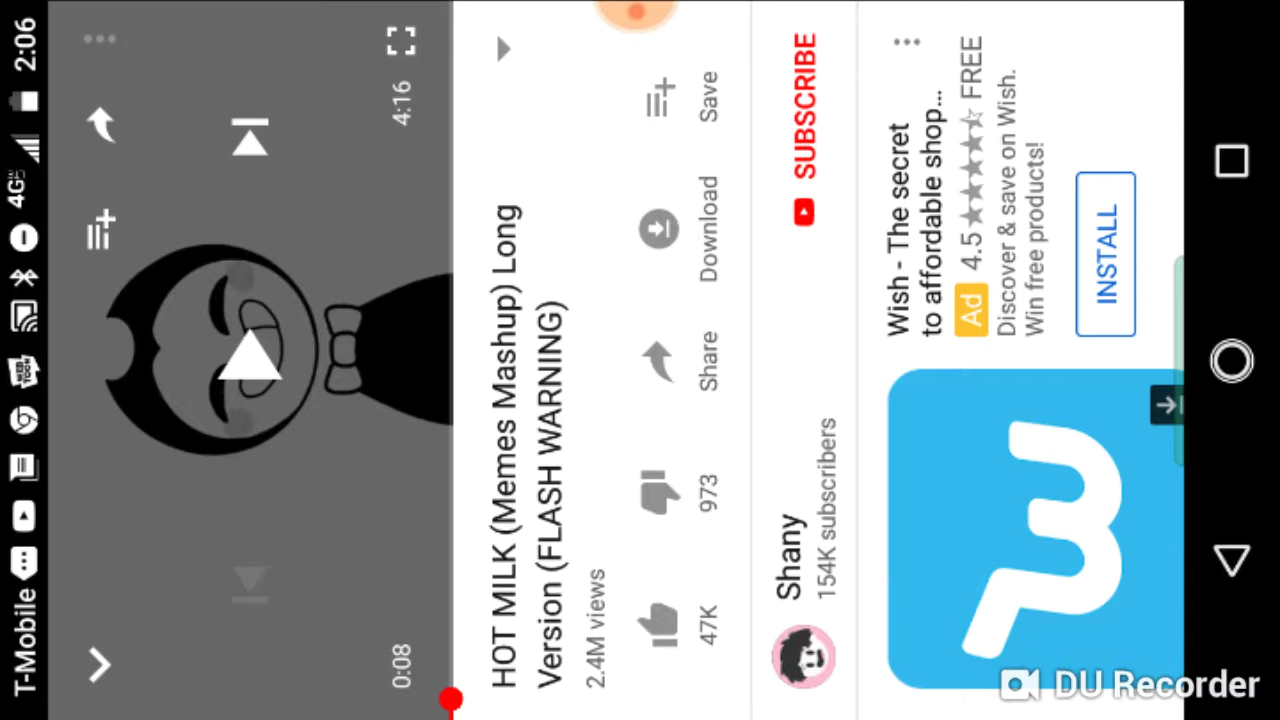 T-Mobile
4G
2:06
0:08
4:16
HOT MILK (Memes Mashup) Long
Version (FLASH WARNING)
2.4M views
47K
973
Share
Download
Save
Shany
154K subscribers
SUBSCRIBE
Wish - The secret
to affordable shop...
Ad 4.5 FREE
Discover & save on Wish.
Win free products!
INSTALL
DU Recorder